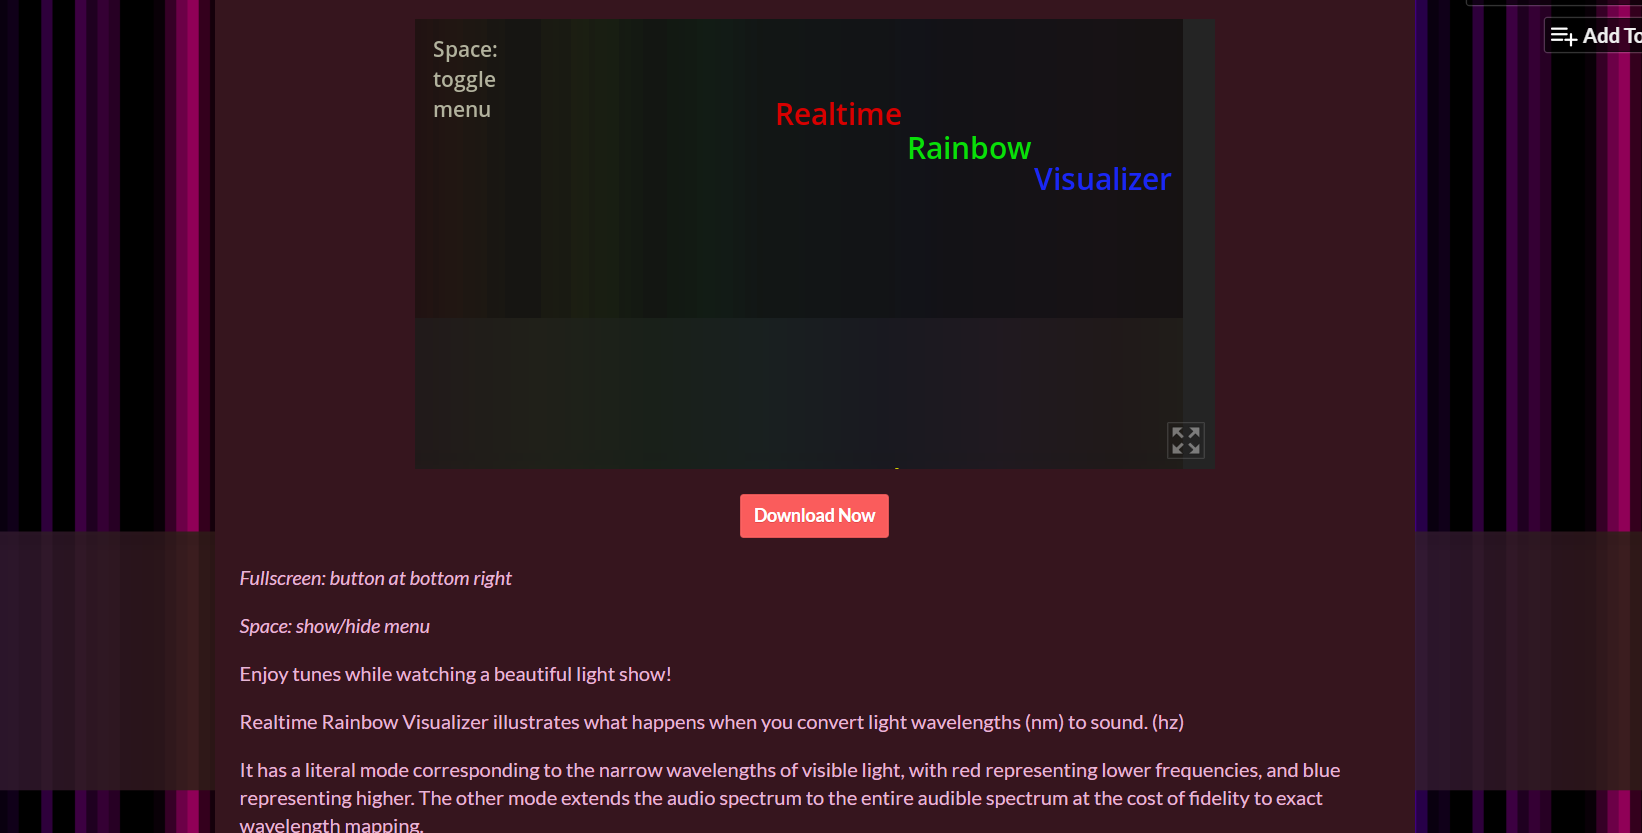 Add To
Space:
toggle
menu
Realtime
Rainbow
Visualizer
Download Now
Fullscreen: button at bottom right
Space: show/hide menu
Enjoy tunes while watching a beautiful light show!
Realtime Rainbow Visualizer illustrates what happens when you convert light wavelengths (nm) to sound. (hz)
It has a literal mode corresponding to the narrow wavelengths of visible light, with red representing lower frequencies, and blue
representing higher. The other mode extends the audio spectrum to the entire audible spectrum at the cost of fidelity to exact
wavelength mapping.